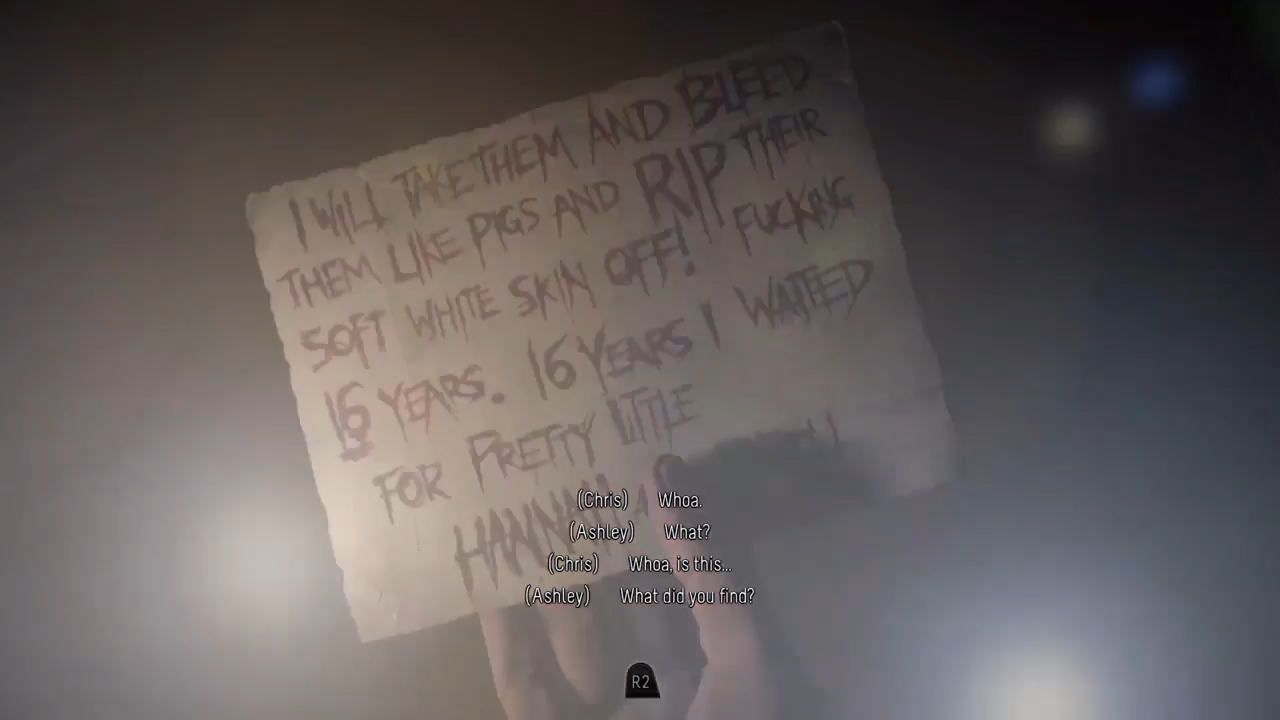 I WILL TAKE THEM AND BLEED
THEM LIKE PIGS AND RIP THEIR
SOFT WHITE SKIN OFF! FUCKING
16 YEARS. 16 YEARS I WAITED
FOR PRETTY LITTLE
HANNAH
(Chris) Whoa.
(Ashley) What?
(Chris) Whoa, is this...
(Ashley) What did you find?
R2